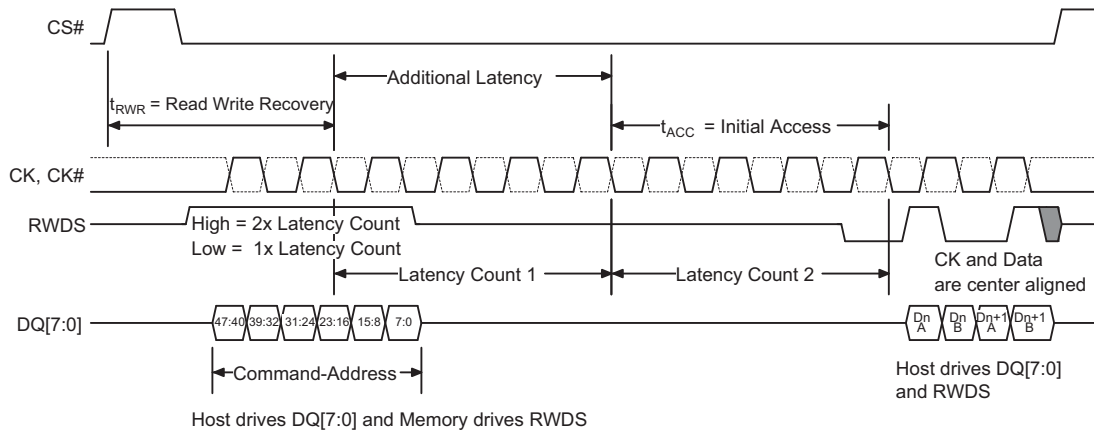 CS#
Additional Latency
tRWR = Read Write Recovery
tACC = Initial Access
CK, CK#
RWDS
High = 2x Latency Count
Low = 1x Latency Count
CK and Data
are center aligned
Latency Count 1
Latency Count 2
DQ[7:0]
47:40
39:32
31:24
23:16
15:8
7:0
Dn
A
Dn
B
Dn+1
A
Dn+1
B
Command-Address
Host drives DQ[7:0]
and RWDS
Host drives DQ[7:0] and Memory drives RWDS